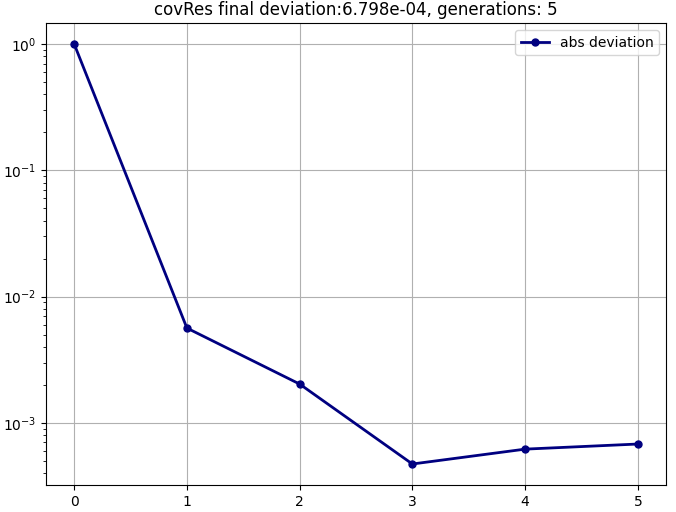 covRes final deviation:6.798e-04, generations: 5
abs deviation
10⁰
10⁻¹
10⁻²
10⁻³
0 1 2 3 4 5